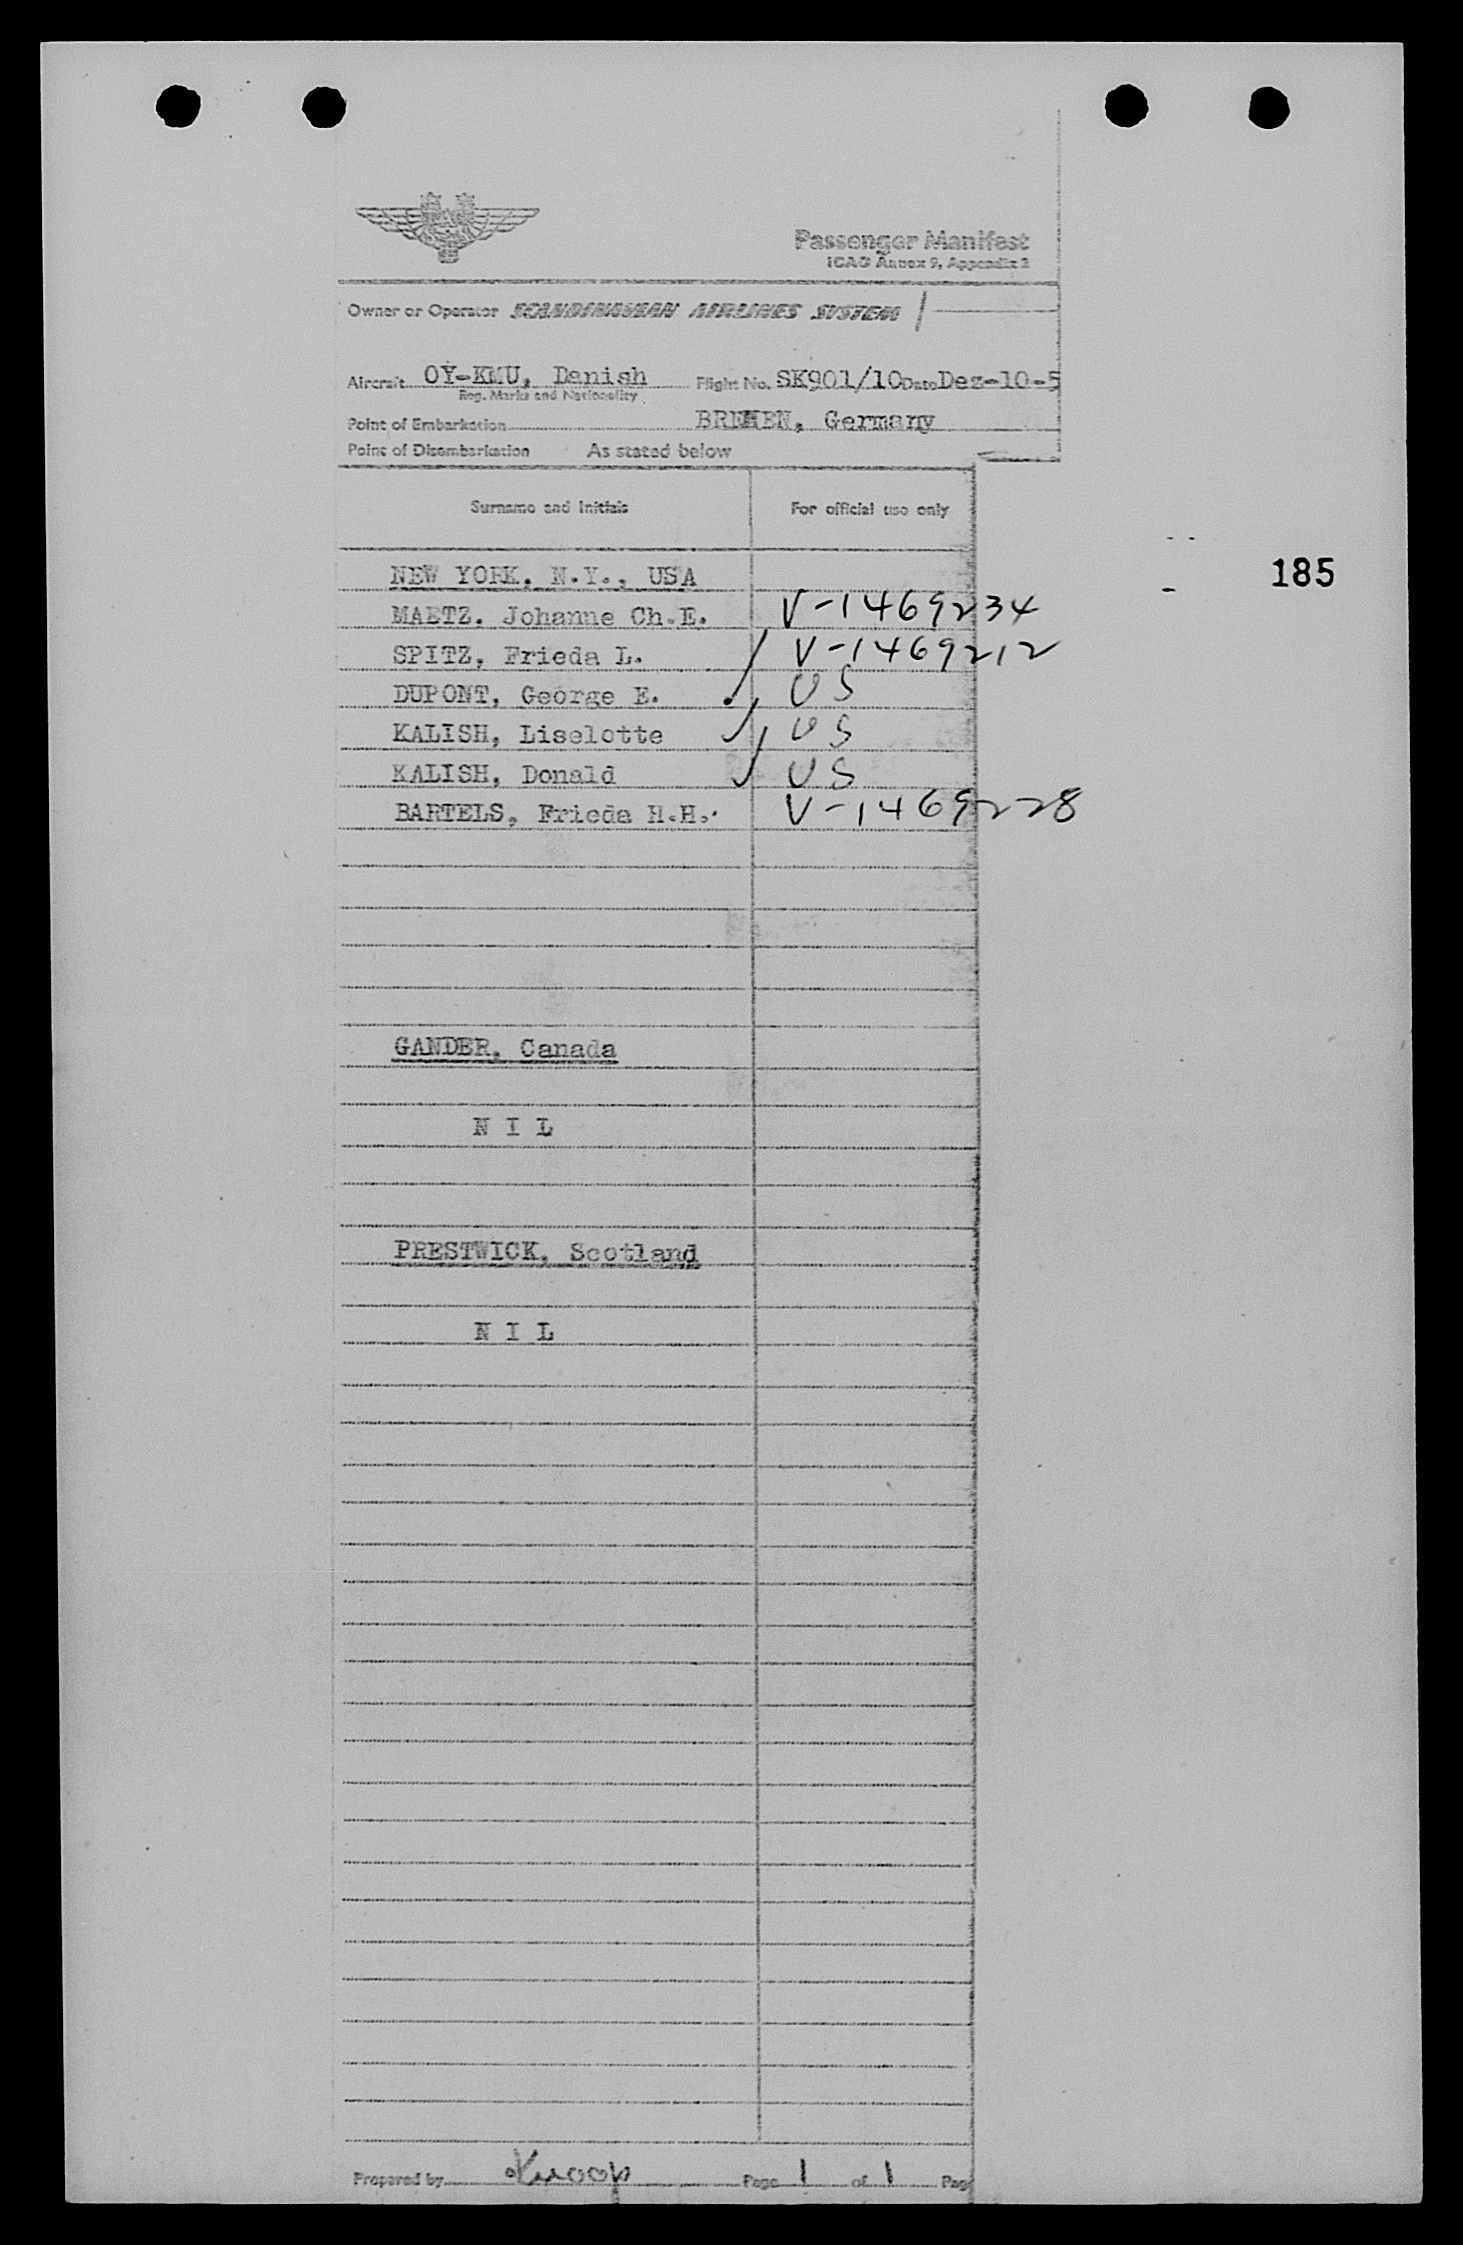 Passenger Manifest
ICAO Annex 9, Appendix 2
Owner or Operator SCANDINAVIAN AIRLINES SYSTEM
Aircraft OY-KMU, Danish Flight No. SK901/10 Date Dez-10-5
Reg. Marks and Nationality
Point of Embarkation BREMEN, Germany
Point of Disembarkation As stated below
Surname and Initials For official use only
NEW YORK, N.Y., USA
185
MAETZ. Johanne Ch.E. V-1469234
SPITZ, Frieda L. V-1469212
DUPONT, George E. US
KALISH, Liselotte US
KALISH, Donald US
BARTELS, Frieda H.H. V-1469228
GANDER, Canada
N I L
PRESTWICK, Scotland
N I L
Prepared by Page 1 of 1 Pag